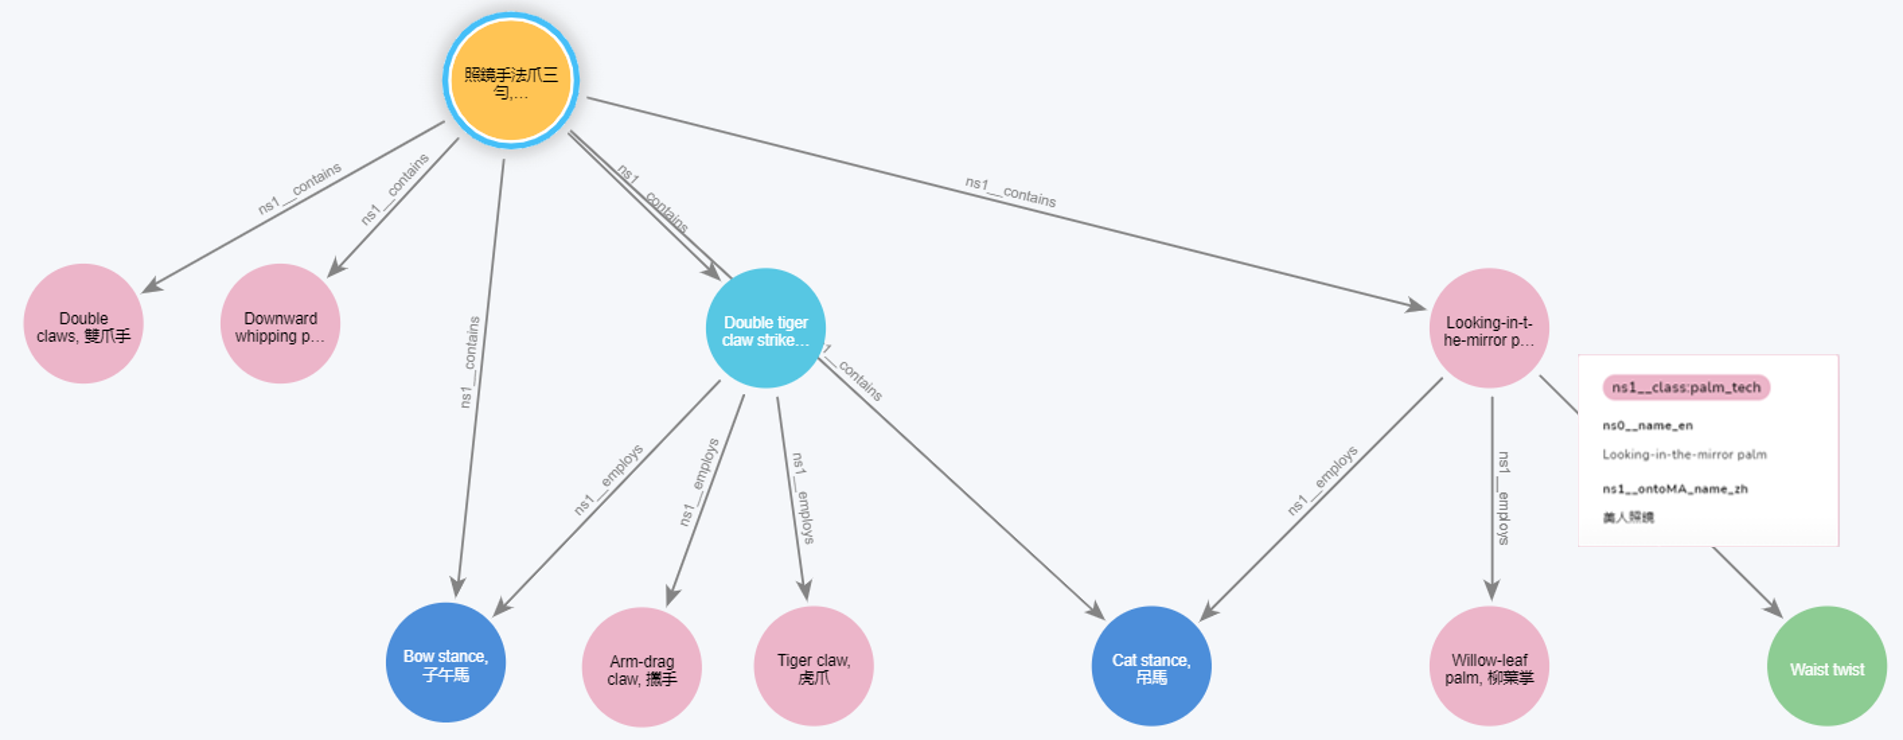 照鏡手法爪三
勻,...
ns1__contains
ns1__contains
ns1__contains
ns1__contains
ns1__contains
1__contains
Double
claws, 雙爪手
Downward
whipping p...
Double tiger
claw strike...
Looking-in-t-
he-mirror p...
ns1__class:palm_tech
ns0__name_en
Looking-in-the-mirror palm
ns1__ontoMA_name_zh
美人照鏡
ns1__employs
ns1__employs
ns1__employs
ns1__employs
ns1__employs
Bow stance,
子午馬
Arm-drag
claw, 攥手
Tiger claw,
虎爪
Cat stance,
吊馬
Willow-leaf
palm, 柳葉掌
Waist twist